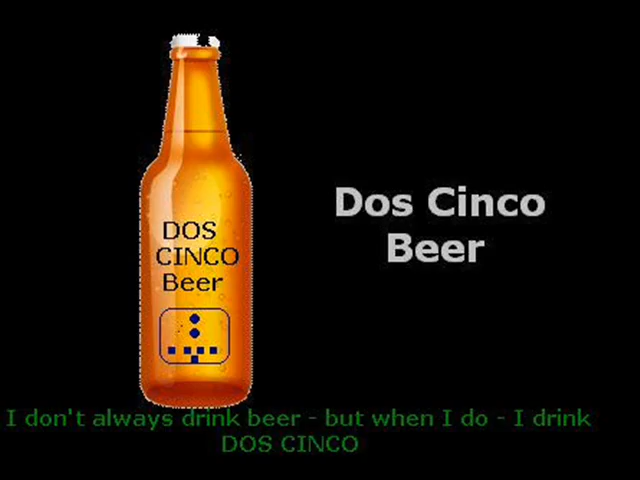 DOS
CINCO
Beer
Dos Cinco
Beer
I don't always drink beer - but when I do - I drink
DOS CINCO